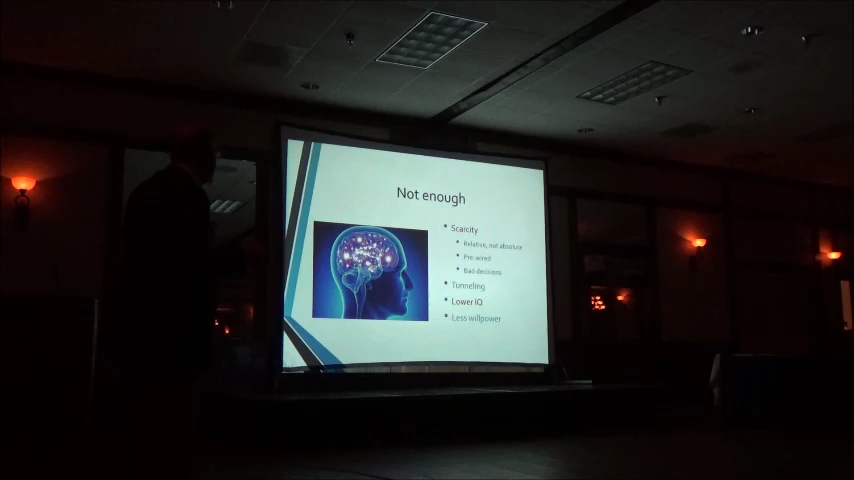 Not enough
Scarcity
Relative, not absolute
Pre wired
Bad decisions
Tunneling
Lower IQ
Less willpower